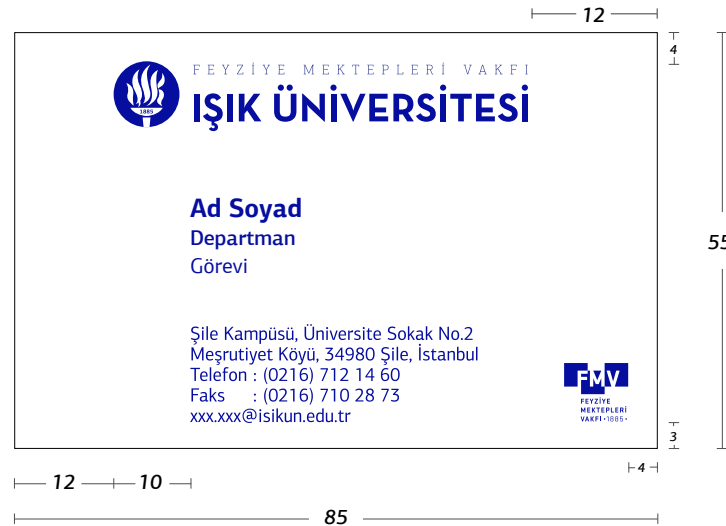 12
4
FEYZİYE MEKTEPLERİ VAKFI
IŞIK ÜNİVERSİTESİ
1885
Ad Soyad
Departman
Görevi
55
Şile Kampüsü, Üniversite Sokak No.2
Meşrutiyet Köyü, 34980 Şile, İstanbul
Telefon : (0216) 712 14 60
Faks : (0216) 710 28 73
xxx.xxx@isikun.edu.tr
FMV
FEYZİYE
MEKTEPLERİ
VAKFI•1885•
3
4
12
10
85